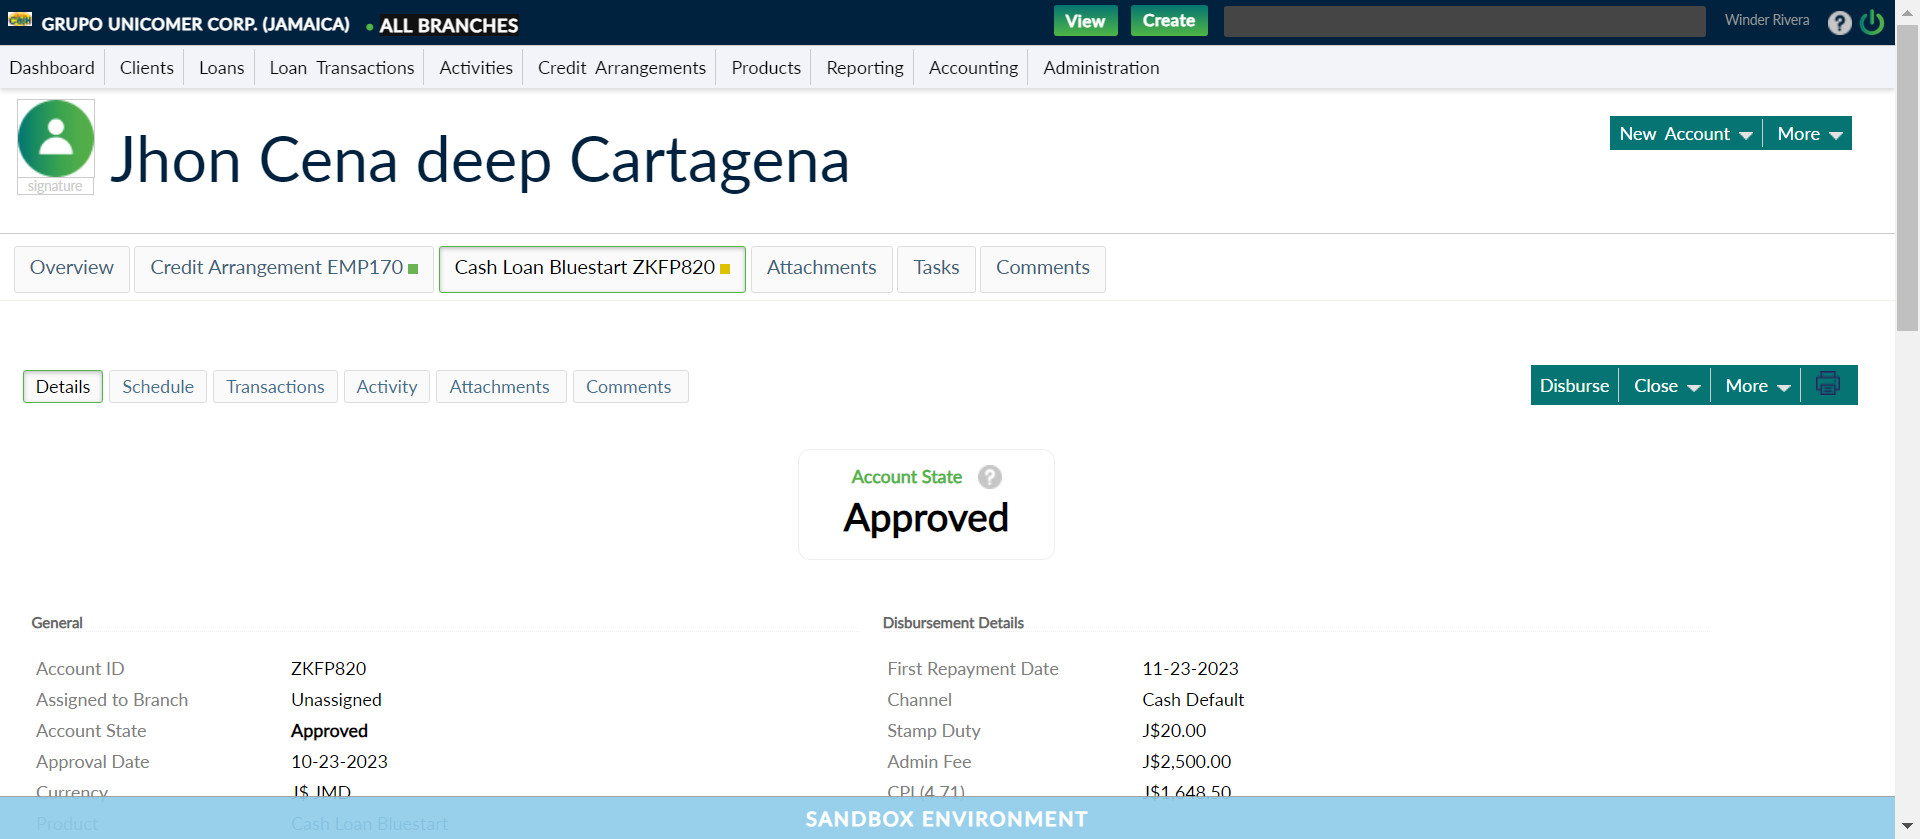 Cash GRUPO UNICOMER CORP. (JAMAICA) ALL BRANCHES View Create Winder Rivera ?
Dashboard Clients Loans Loan Transactions Activities Credit Arrangements Products Reporting Accounting Administration
signature
Jhon Cena deep Cartagena
New Account More
Overview Credit Arrangement EMP170 Cash Loan Bluestart ZKFP820 Attachments Tasks Comments
Details Schedule Transactions Activity Attachments Comments
Disburse Close More
Account State ?
Approved
General
Account ID ZKFP820
Assigned to Branch Unassigned
Account State Approved
Approval Date 10-23-2023
Currency J$ JMD
Product Cash Loan Bluestart
Disbursement Details
First Repayment Date 11-23-2023
Channel Cash Default
Stamp Duty J$20.00
Admin Fee J$2,500.00
CPI (4.71) J$1,648.50
SANDBOX ENVIRONMENT